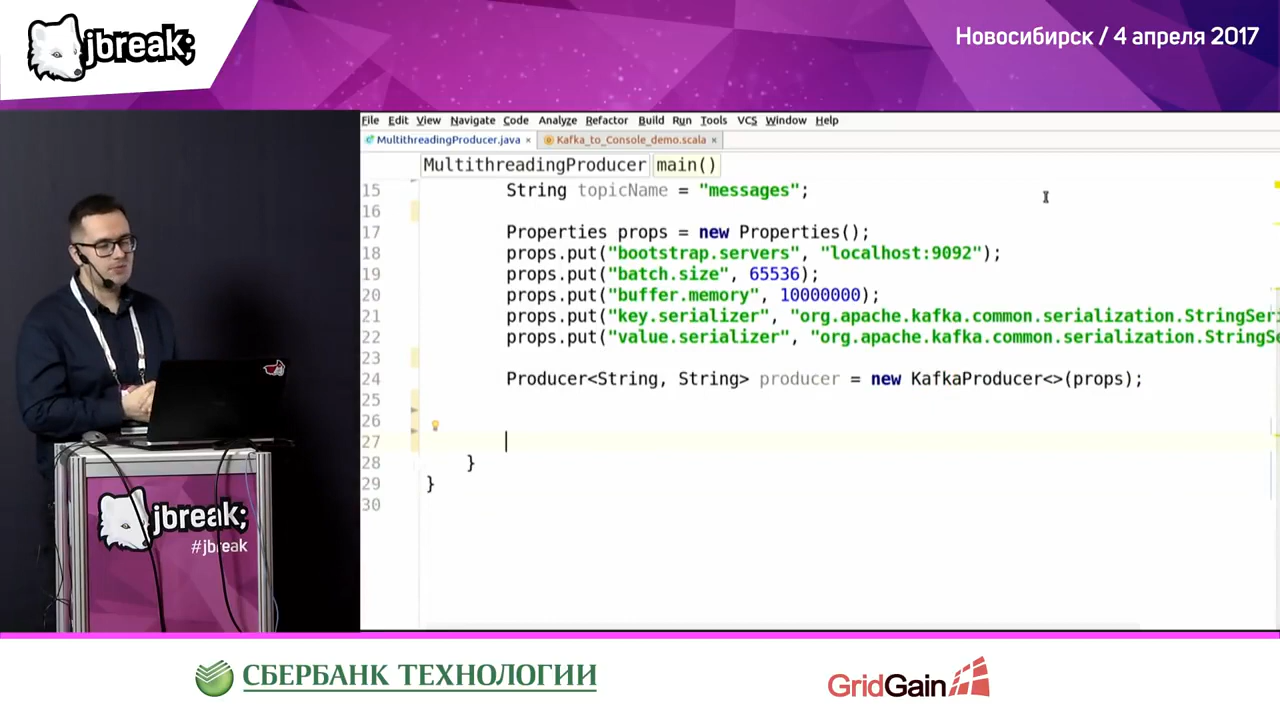 jbreak;
Новосибирск / 4 апреля 2017
File Edit View Navigate Code Analyze Refactor Build Run Tools VCS Window Help
MultithreadingProducer.java × Kafka_to_Console_demo.scala ×
MultithreadingProducer main()
15 String topicName = "messages";
16
17 Properties props = new Properties();
18 props.put("bootstrap.servers", "localhost:9092");
19 props.put("batch.size", 65536);
20 props.put("buffer.memory", 10000000);
21 props.put("key.serializer", "org.apache.kafka.common.serialization.StringSeri
22 props.put("value.serializer", "org.apache.kafka.common.serialization.StringSe
23
24 Producer<String, String> producer = new KafkaProducer<>(props);
25
26
27
28 }
29 }
30
jbreak;
#jbreak
СБЕРБАНК ТЕХНОЛОГИИ
GridGain